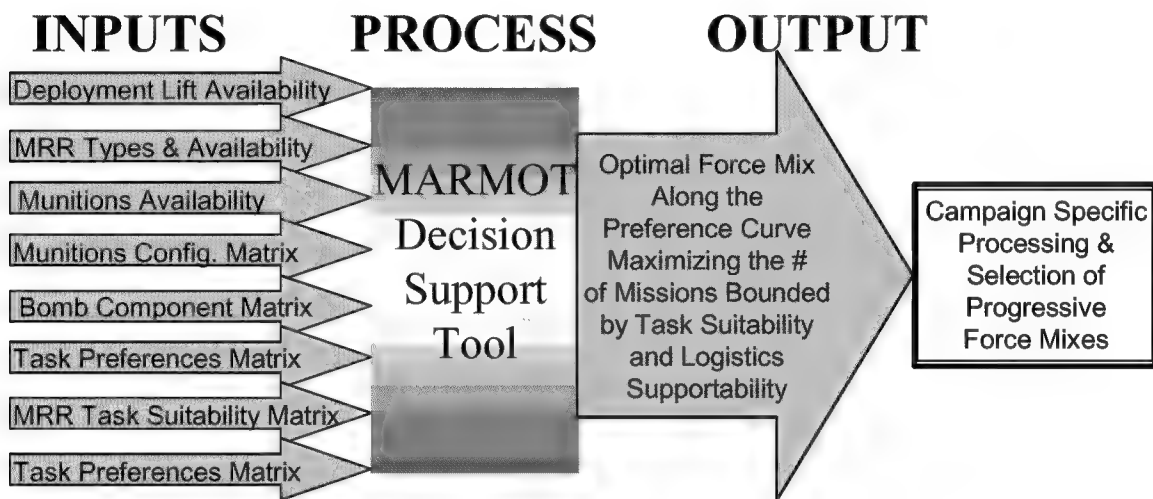 INPUTS
PROCESS
OUTPUT
Deployment Lift Availability
MRR Types & Availability
Munitions Availability
Munitions Config. Matrix
Bomb Component Matrix
Task Preferences Matrix
MRR Task Suitability Matrix
Task Preferences Matrix
MARMOT
Decision
Support
Tool
Optimal Force Mix
Along the
Preference Curve
Maximizing the #
of Missions Bounded
by Task Suitability
and Logistics
Supportability
Campaign Specific
Processing &
Selection of
Progressive
Force Mixes